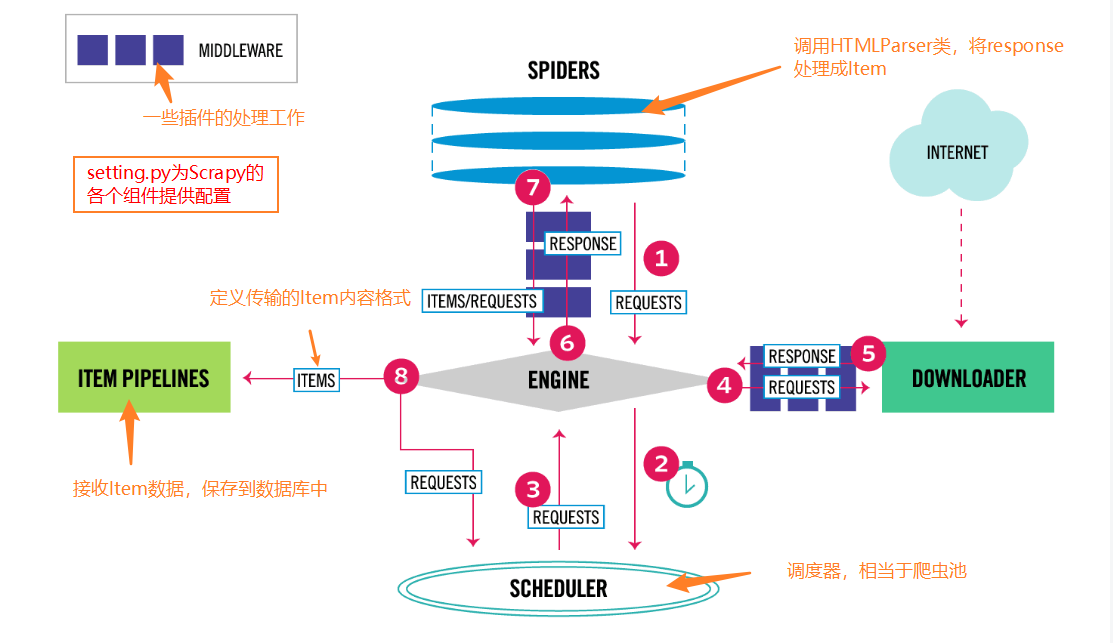 MIDDLEWARE
一些插件的处理工作
setting.py为Scrapy的
各个组件提供配置
SPIDERS
调用HTMLParser类，将response
处理成Item
INTERNET
7
RESPONSE
1
定义传输的Item内容格式
ITEMS/REQUESTS
REQUESTS
6
ITEM PIPELINES
ITEMS
8
ENGINE
4
RESPONSE
5
REQUESTS
DOWNLOADER
接收Item数据，保存到数据库中
REQUESTS
3
REQUESTS
2
SCHEDULER
调度器，相当于爬虫池